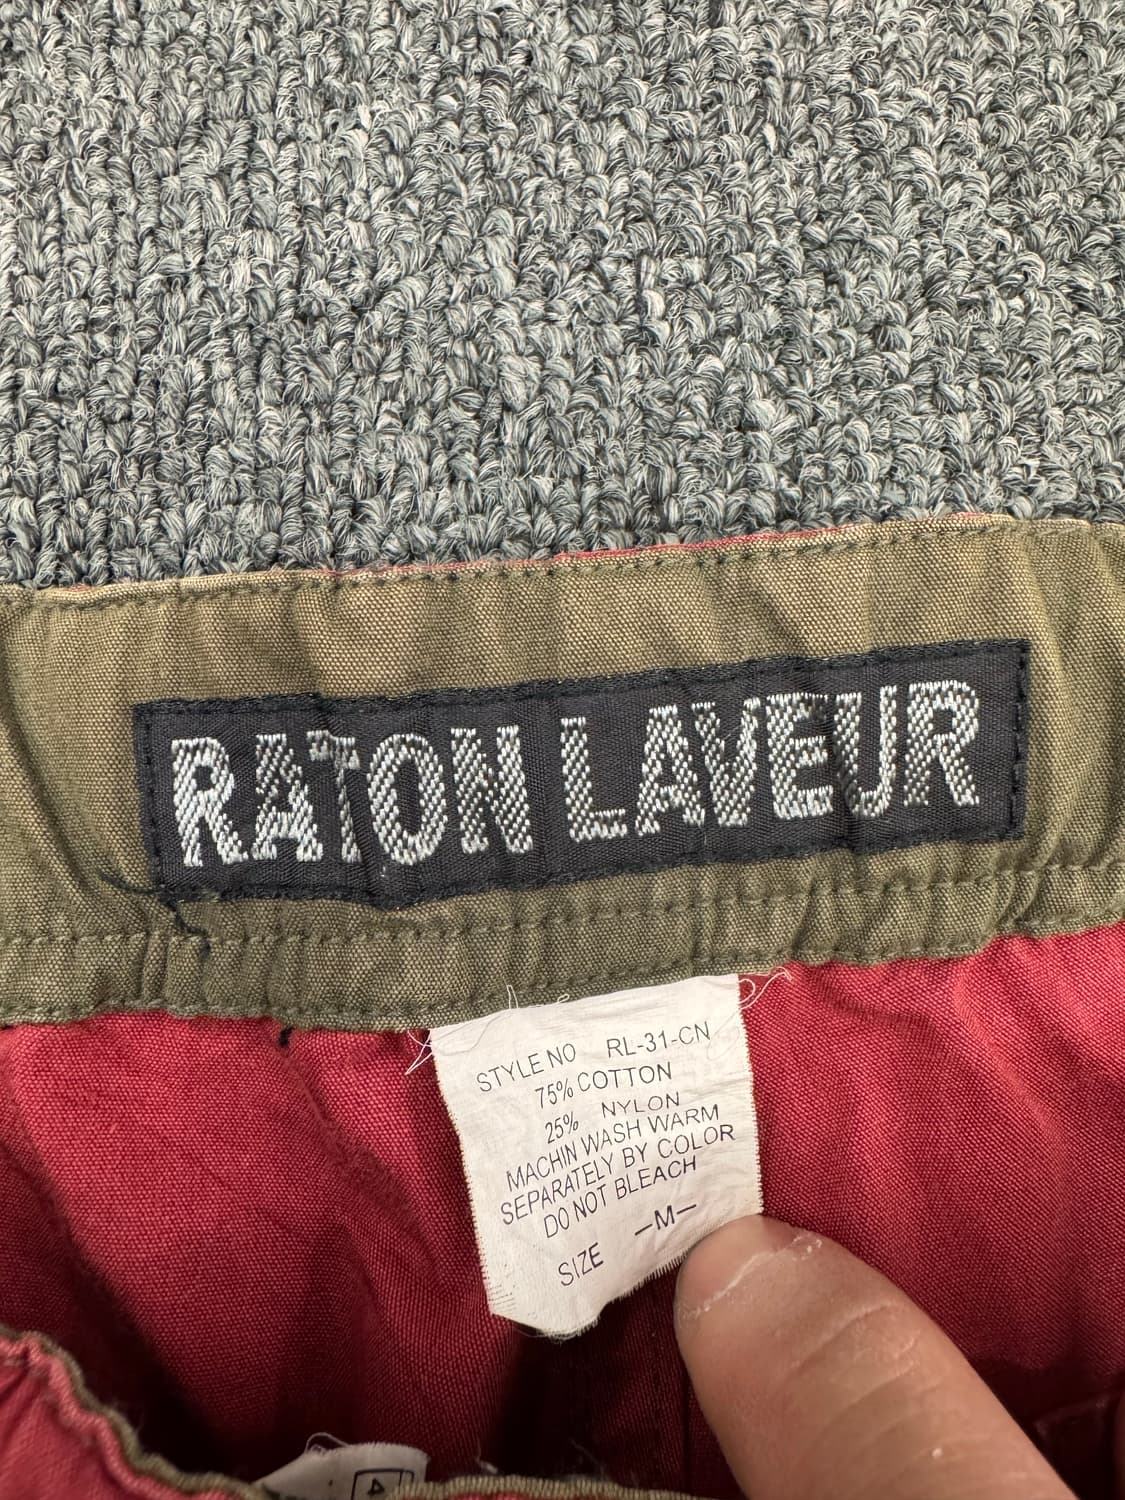 RATON LAVEUR
STYLE NO RL-31-CN
75% COTTON
25% NYLON
MACHIN WASH WARM
SEPARATELY BY COLOR
DO NOT BLEACH
SIZE –M–